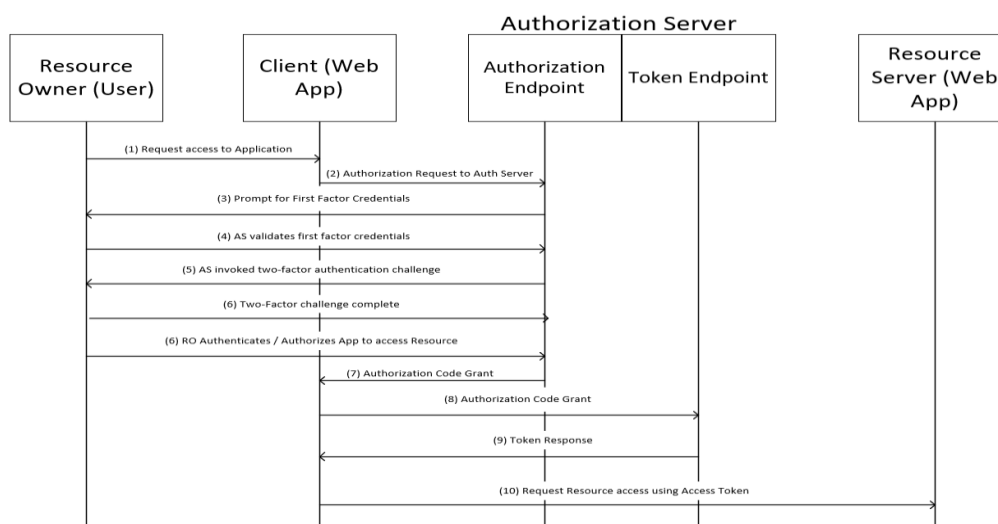 Authorization Server
Resource
Owner (User)
Client (Web
App)
Authorization
Endpoint
Token Endpoint
Resource
Server (Web
App)
(1) Request access to Application
(2) Authorization Request to Auth Server
(3) Prompt for First Factor Credentials
(4) AS validates first factor credentials
(5) AS invoked two-factor authentication challenge
(6) Two-Factor challenge complete
(6) RO Authenticates / Authorizes App to access Resource
(7) Authorization Code Grant
(8) Authorization Code Grant
(9) Token Response
(10) Request Resource access using Access Token